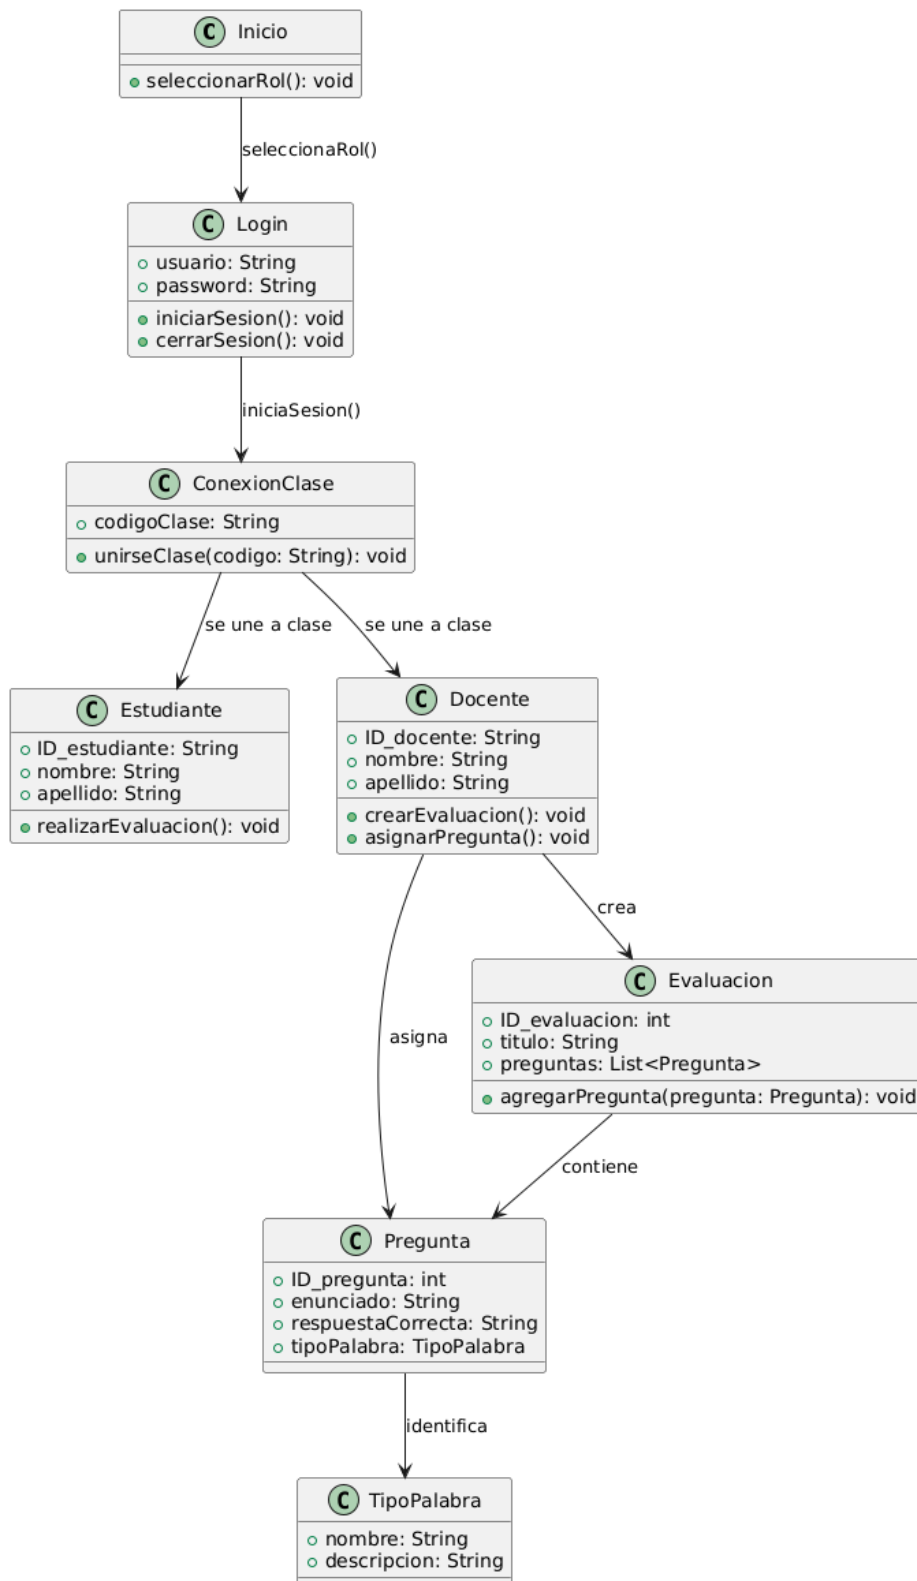 C Inicio
seleccionarRol(): void
seleccionaRol()
C Login
usuario: String
password: String
iniciarSesion(): void
cerrarSesion(): void
iniciaSesion()
C ConexionClase
codigoClase: String
unirseClase(codigo: String): void
se une a clase
se une a clase
C Estudiante
ID_estudiante: String
nombre: String
apellido: String
realizarEvaluacion(): void
C Docente
ID_docente: String
nombre: String
apellido: String
crearEvaluacion(): void
asignarPregunta(): void
crea
asigna
C Evaluacion
ID_evaluacion: int
titulo: String
preguntas: List<Pregunta>
agregarPregunta(pregunta: Pregunta): void
contiene
C Pregunta
ID_pregunta: int
enunciado: String
respuestaCorrecta: String
tipoPalabra: TipoPalabra
identifica
C TipoPalabra
nombre: String
descripcion: String